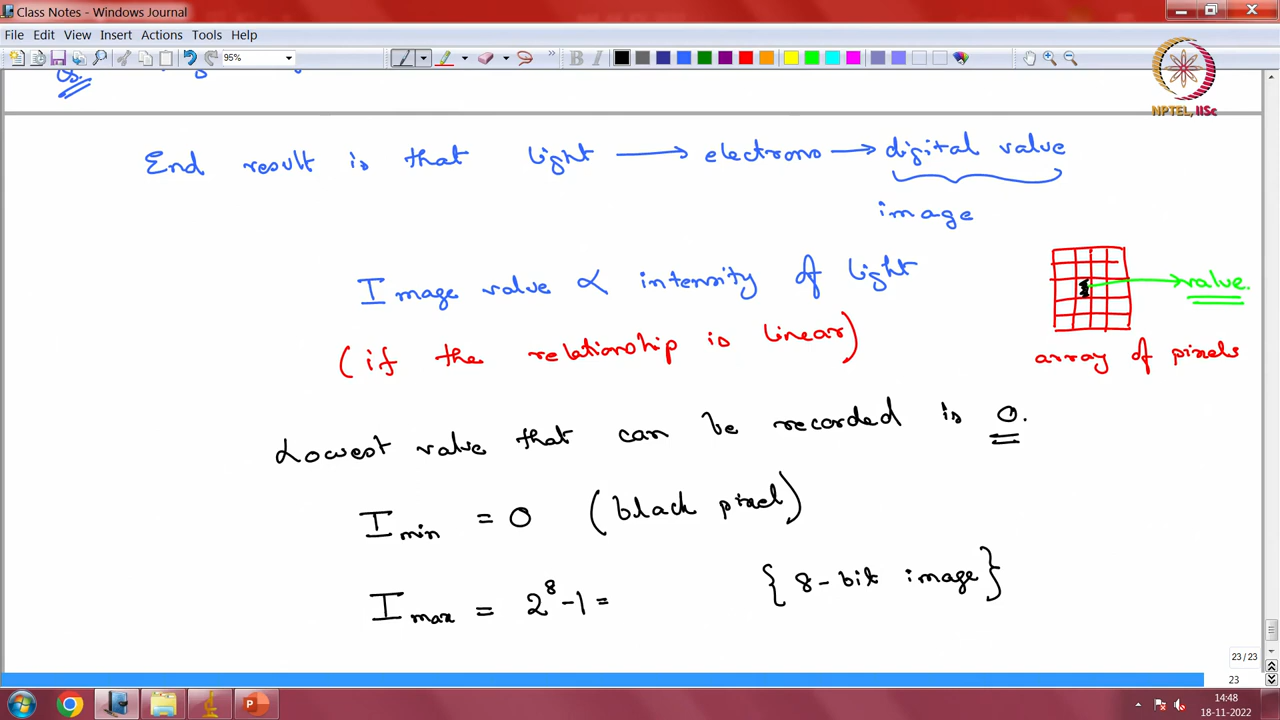 Class Notes - Windows Journal
File Edit View Insert Actions Tools Help
95%
B I
NPTEL, IISc
End result is that light → electrons → digital value
image
Image value ∝ intensity of light
value.
(if the relationship is linear)
array of pixels
Lowest value that can be recorded is 0.
I min = 0 (black pixel)
I max = 2^8 - 1 = {8-bit image}
23 / 23
23
14:48
18-11-2022